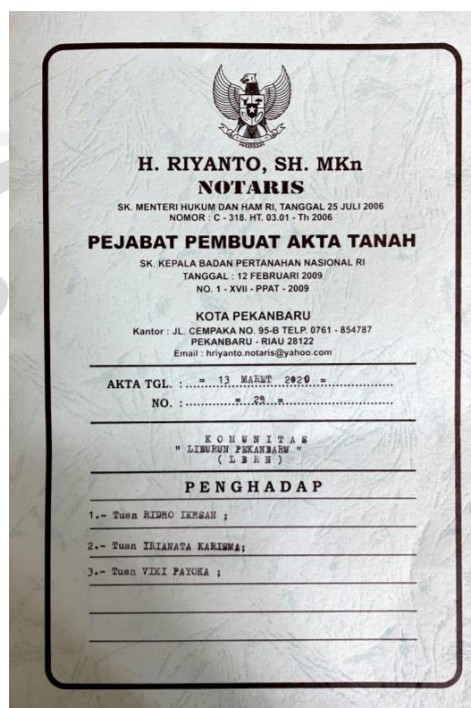 H. RIYANTO, SH. MKn
NOTARIS
SK. MENTERI HUKUM DAN HAM RI, TANGGAL 25 JULI 2006
NOMOR : C - 318. HT. 03.01 - Th 2006
PEJABAT PEMBUAT AKTA TANAH
SK. KEPALA BADAN PERTANAHAN NASIONAL RI
TANGGAL : 12 FEBRUARI 2009
NO. 1 - XVII - PPAT - 2009
KOTA PEKANBARU
Kantor : JL. CEMPAKA NO. 95-B TELP. 0761 - 854787
PEKANBARU - RIAU 28122
Email : hriyanto.notaris@yahoo.com
AKTA TGL. : = 13 MARET 2020 =
NO. : = 29 =
KOMUNITAS
" LIBURUN PEKANBARU "
( LBRN )
PENGHADAP
1.- Tuan RIDHO IKHSAN ;
2.- Tuan IRIANATA KARISMA;
3.- Tuan VIKI PAYOKA ;